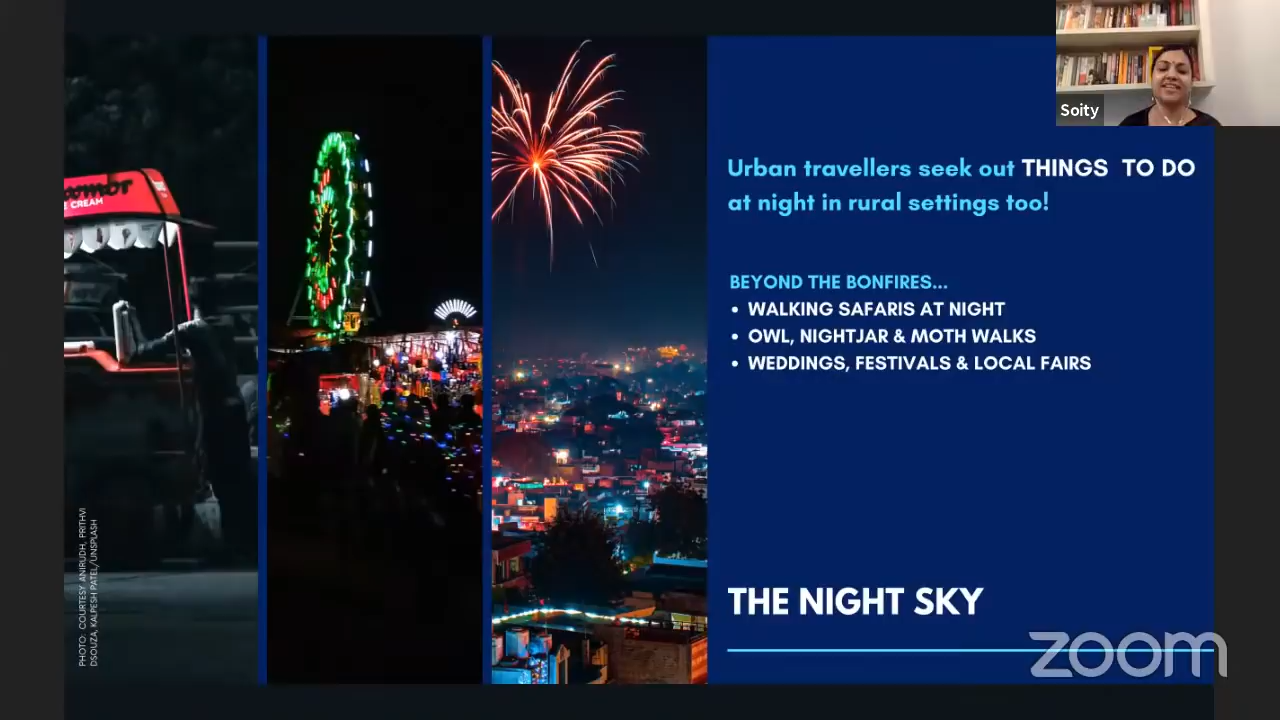 Soity
Urban travellers seek out THINGS TO DO
at night in rural settings too!
BEYOND THE BONFIRES...
• WALKING SAFARIS AT NIGHT
• OWL, NIGHTJAR & MOTH WALKS
• WEDDINGS, FESTIVALS & LOCAL FAIRS
THE NIGHT SKY
zoom
CREAM
PHOTO: COURTESY ANIRUDH, PRITHVI
DSOUZA, KALPESH PATEL/UNSPLASH